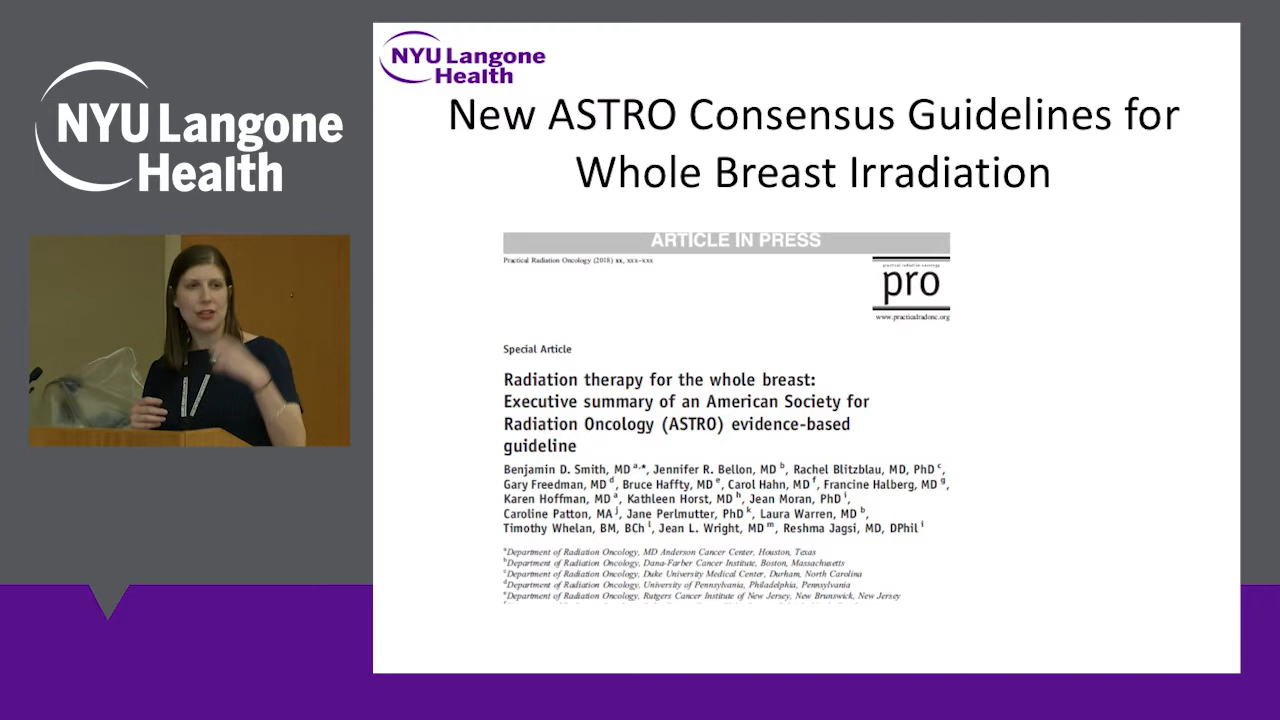 NYU Langone
Health
NYU Langone
Health
New ASTRO Consensus Guidelines for
Whole Breast Irradiation
ARTICLE IN PRESS
Practical Radiation Oncology (2018) xx, xxx–xxx
practical radiation oncology
pro
www.practicalradonc.org
Special Article
Radiation therapy for the whole breast:
Executive summary of an American Society for
Radiation Oncology (ASTRO) evidence-based
guideline
Benjamin D. Smith, MD a,*, Jennifer R. Bellon, MD b, Rachel Blitzblau, MD, PhD c,
Gary Freedman, MD d, Bruce Haffty, MD e, Carol Hahn, MD f, Francine Halberg, MD g,
Karen Hoffman, MD a, Kathleen Horst, MD h, Jean Moran, PhD i,
Caroline Patton, MA j, Jane Perlmutter, PhD k, Laura Warren, MD b,
Timothy Whelan, BM, BCh l, Jean L. Wright, MD m, Reshma Jagsi, MD, DPhil i
a Department of Radiation Oncology, MD Anderson Cancer Center, Houston, Texas
b Department of Radiation Oncology, Dana-Farber Cancer Institute, Boston, Massachusetts
c Department of Radiation Oncology, Duke University Medical Center, Durham, North Carolina
d Department of Radiation Oncology, University of Pennsylvania, Philadelphia, Pennsylvania
e Department of Radiation Oncology, Rutgers Cancer Institute of New Jersey, New Brunswick, New Jersey